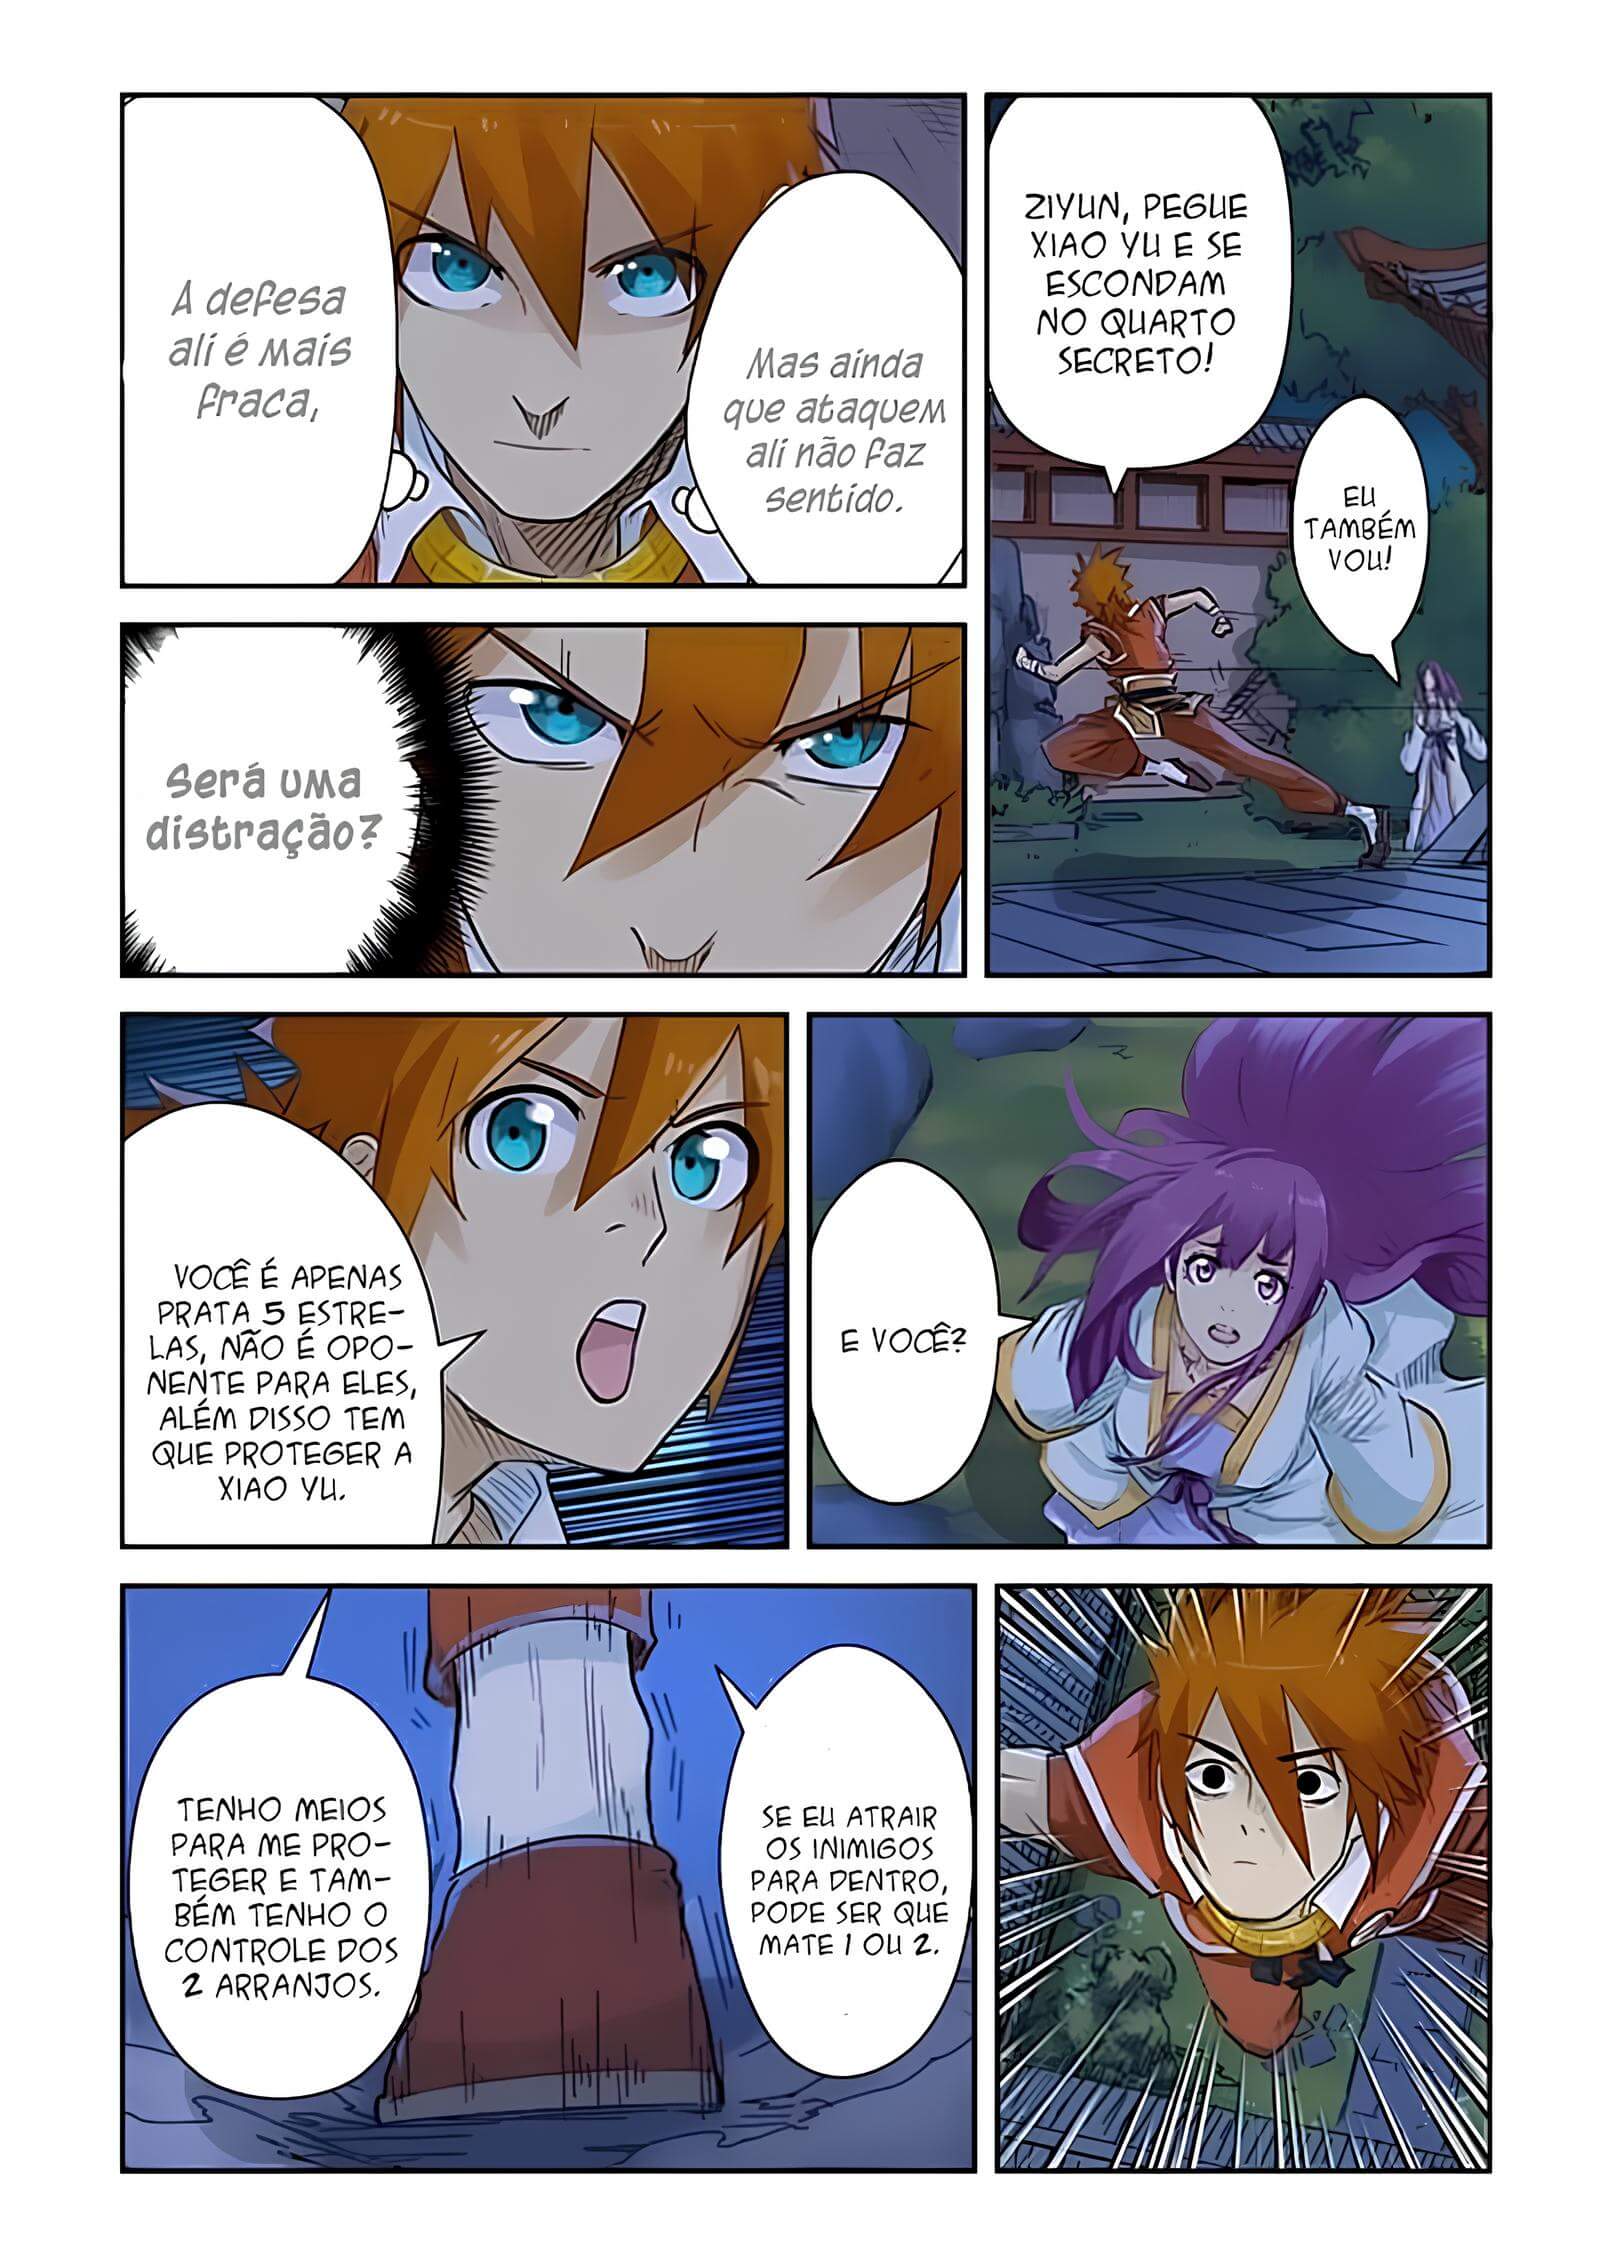 A defesa
ali é mais
fraca,
Mas ainda
que ataquem
ali não faz
sentido.
Será uma
distração?
ZIYUN, PEGUE
XIAO YU E SE
ESCONDAM
NO QUARTO
SECRETO!
EU
TAMBÉM
VOU!
VOCÊ É APENAS
PRATA 5 ESTRE-
LAS, NÃO É OPO-
NENTE PARA ELES,
ALÉM DISSO TEM
QUE PROTEGER A
XIAO YU.
E VOCÊ?
TENHO MEIOS
PARA ME PRO-
TEGER E TAM-
BÉM TENHO O
CONTROLE DOS
2 ARRANJOS.
SE EU ATRAIR
OS INIMIGOS
PARA DENTRO,
PODE SER QUE
MATE 1 OU 2.